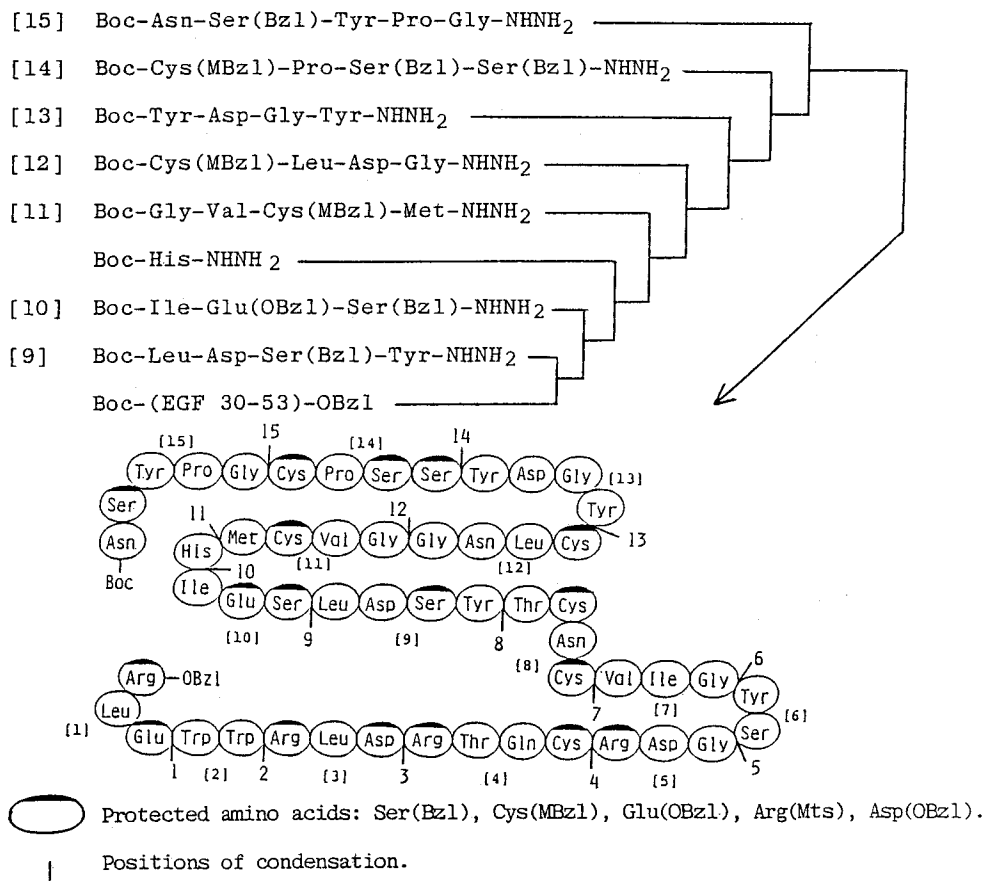 [15] Boc-Asn-Ser(Bzl)-Tyr-Pro-Gly-NHNH2
[14] Boc-Cys(MBzl)-Pro-Ser(Bzl)-Ser(Bzl)-NHNH2
[13] Boc-Tyr-Asp-Gly-Tyr-NHNH2
[12] Boc-Cys(MBzl)-Leu-Asp-Gly-NHNH2
[11] Boc-Gly-Val-Cys(MBzl)-Met-NHNH2
Boc-His-NHNH2
[10] Boc-Ile-Glu(OBzl)-Ser(Bzl)-NHNH2
[9] Boc-Leu-Asp-Ser(Bzl)-Tyr-NHNH2
Boc-(EGF 30-53)-OBzl
[15] 15 [14] 14
Tyr Pro Gly Cys Pro Ser Ser Tyr Asp Gly [13]
Ser Tyr
11 12
Asn His Met Cys Val Gly Gly Asn Leu Cys 13
[11] [12]
Boc Ile 10
Glu Ser Leu Asp Ser Tyr Thr Cys
[10] 9 [9] 8 Asn
[8] 6
Arg OBzl Cys Val Ile Gly
7 [7] Tyr
[1] Leu [6]
Ser
Glu Trp Trp Arg Leu Asp Arg Thr Gln Cys Arg Asp Gly
1 [2] 2 [3] 3 [4] 4 [5] 5
Protected amino acids: Ser(Bzl), Cys(MBzl), Glu(OBzl), Arg(Mts), Asp(OBzl).
Positions of condensation.